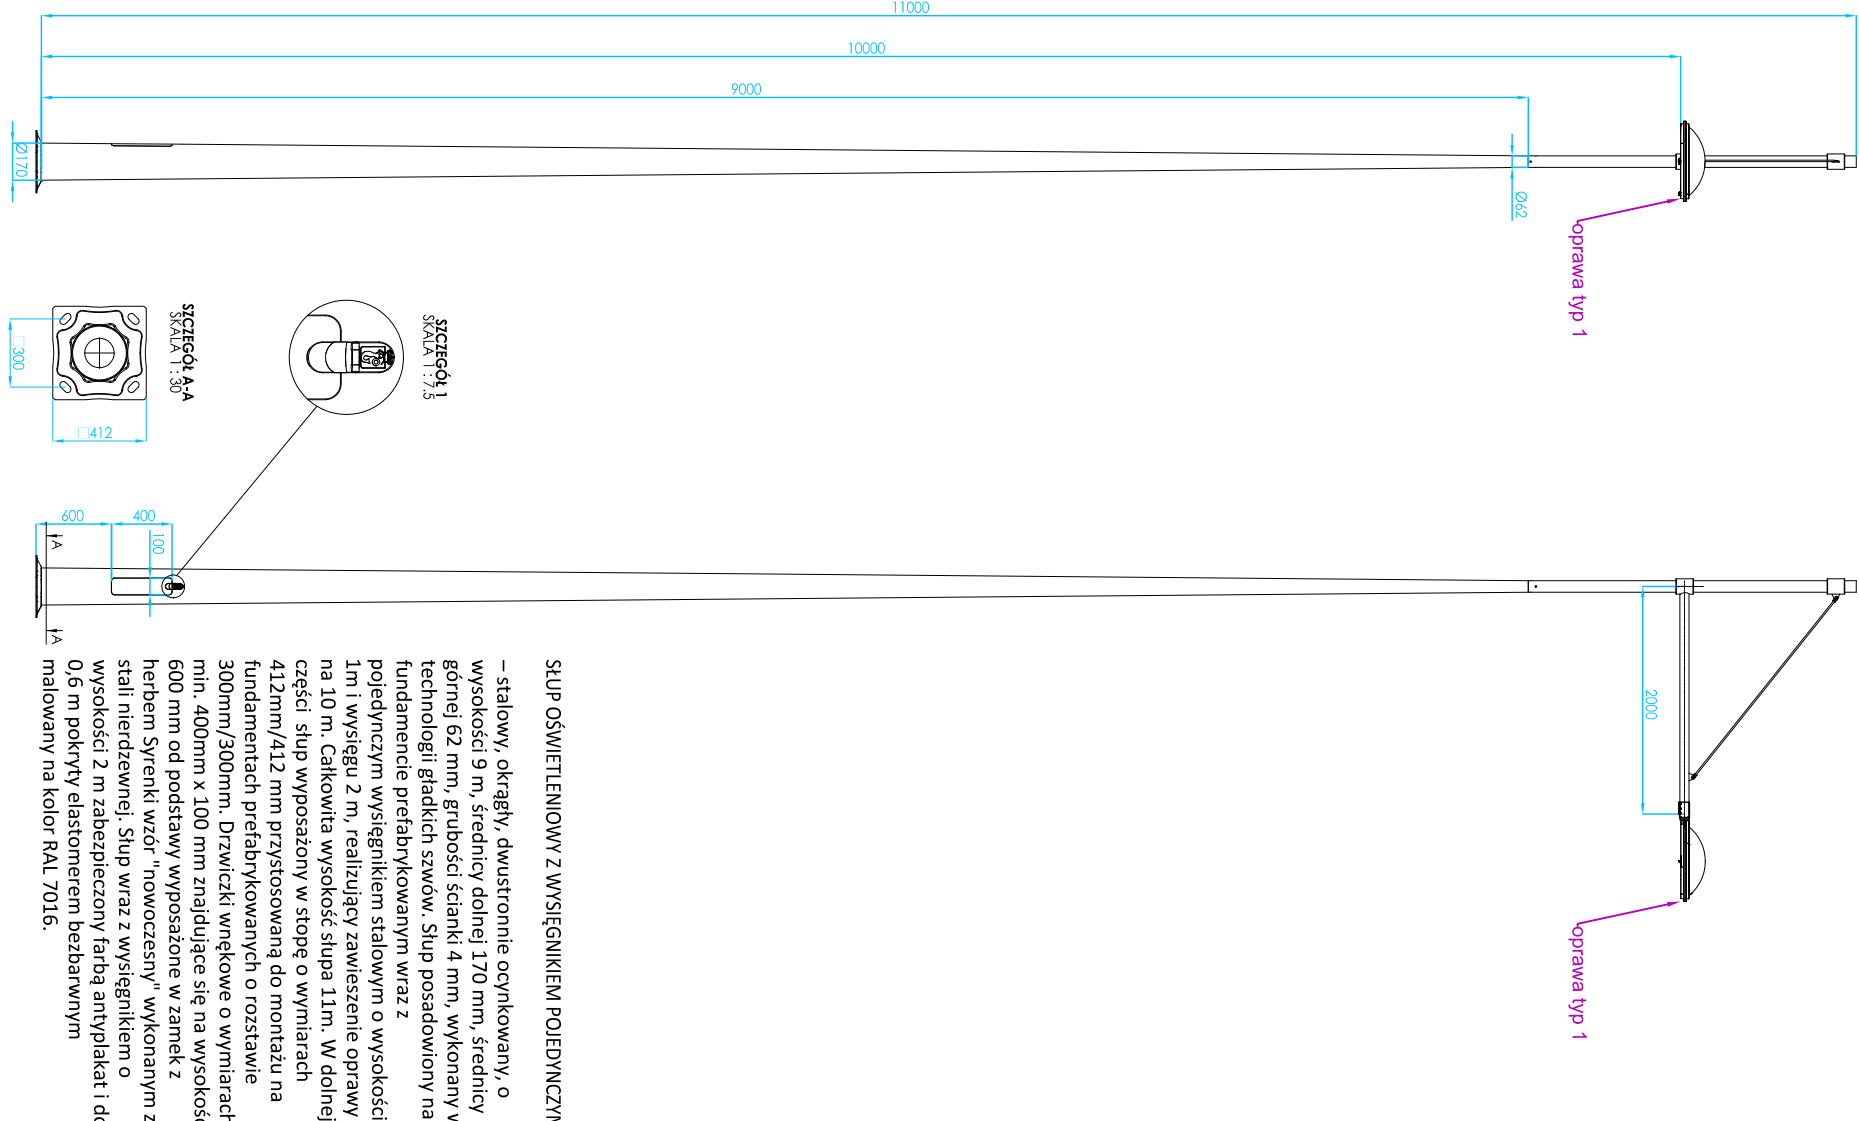 11000
10000
9000
Ø170
Ø62
oprawa typ 1
SZCZEGÓŁ A-A
SKALA 1 : 30
□300
□412
SZCZEGÓŁ 1
SKALA 1 : 7.5
600
400
100
A
A
2000
oprawa typ 1
SŁUP OŚWIETLENIOWY Z WYSIĘGNIKIEM
– stalowy, okrągły, dwustronnie ocynkowany, o
wysokości 9 m, średnicy dolnej 170 mm, średnicy
górnej 62 mm, grubości ścianki 4 mm, wykonany
technologii gładkich szwów. Słup posadowiony na
fundamencie prefabrykowanym wraz z
pojedynczym wysięgnikiem stalowym o wysokości
1m i wysięgu 2 m, realizujący zawieszenie oprawy
na 10 m. Całkowita wysokość słupa 11m. W dolnej
części słup wyposażony w stopę o wymiarach
412mm/412 mm przystosowaną do montażu na
fundamentach prefabrykowanych o rozstawie
300mm/300mm. Drzwiczki wnękowe o wymiarach
min. 400mm x 100 mm znajdujące się na
600 mm od podstawy wyposażone w zamek z
herbem Syrenki wzór "nowoczesny" wykonanym z
stali nierdzewnej. Słup wraz z wysięgnikiem o
wysokości 2 m zabezpieczony farbą antyplakat i
0,6 m pokryty elastomerem bezbarwnym
malowany na kolor RAL 7016.